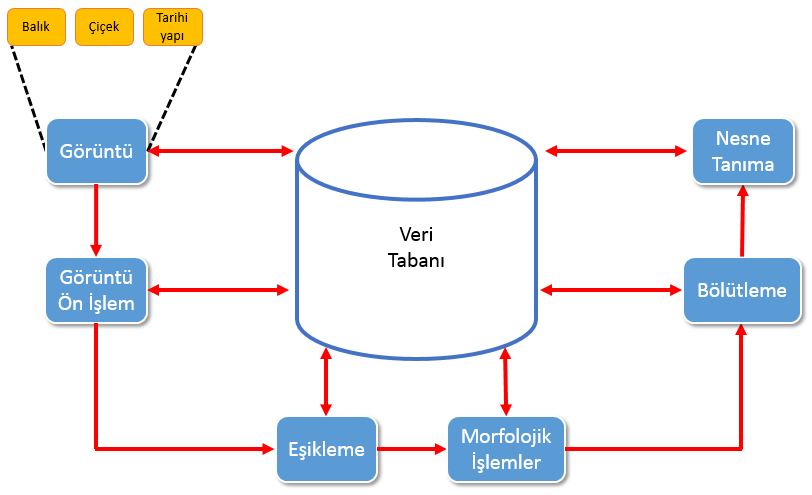 Balık
Çiçek
Tarihi
yapı
Görüntü
Nesne
Tanıma
Veri
Tabanı
Görüntü
Ön İşlem
Bölütleme
Eşikleme
Morfolojik
İşlemler